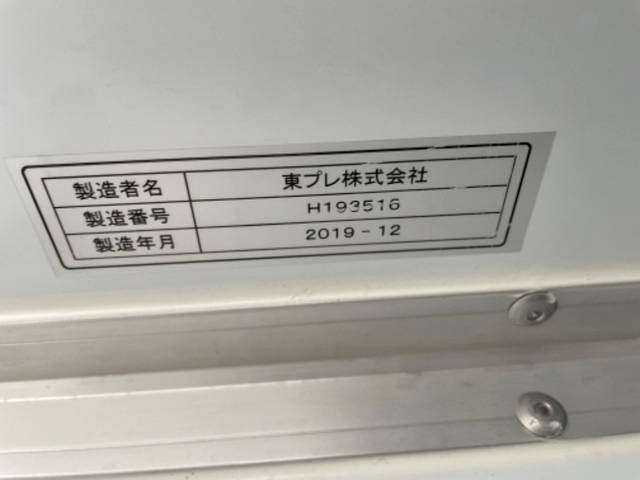 製造者名 東プレ株式会社
製造番号 H193516
製造年月 2019-12